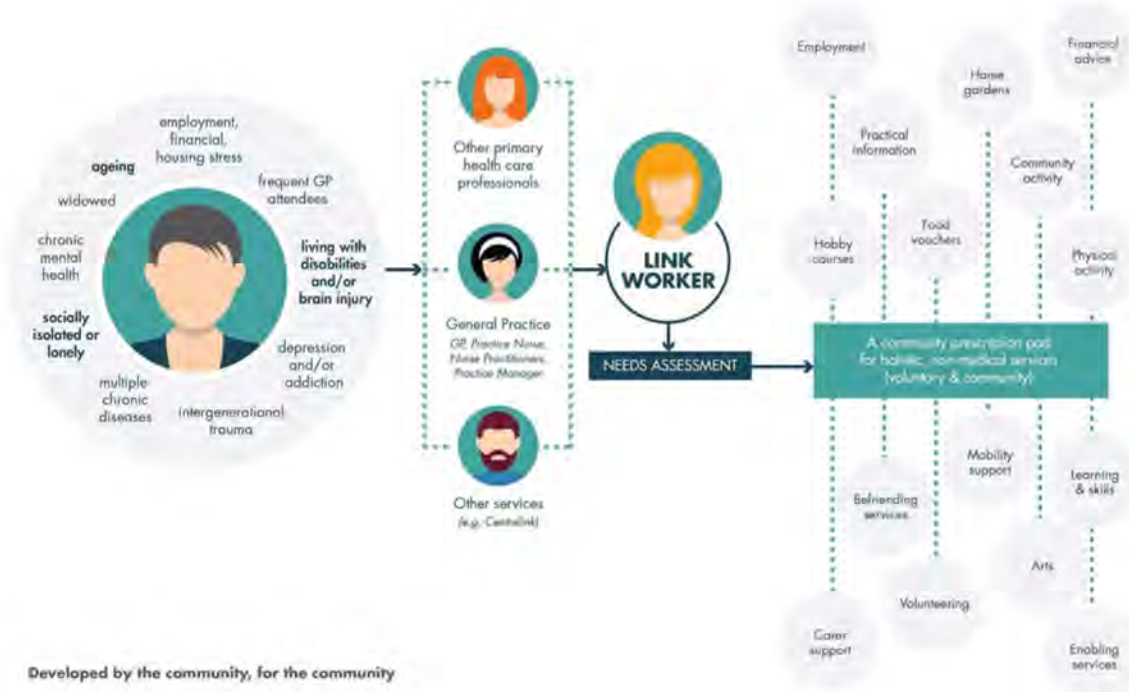 employment,
financial,
housing stress
ageing
frequent GP
attendees
widowed
chronic
mental
health
living with
disabilities
and/or
brain injury
socially
isolated or
lonely
depression
and/or
addiction
multiple
chronic
diseases
intergenerational
trauma
Other primary
health care
professionals
General Practice
GP, Practice Nurse,
Nurse Practitioners,
Practice Manager
Other services
(e.g. Centrelink)
LINK
WORKER
NEEDS ASSESSMENT
Employment
Financial
advice
Home
gardens
Practical
information
Community
activity
Hobby
courses
Food
vouchers
Physical
activity
A community prescription pad
for holistic, non-medical services
(voluntary & community)
Mobility
support
Learning
& skills
Befriending
services
Arts
Volunteering
Carer
support
Enabling
services
Developed by the community, for the community